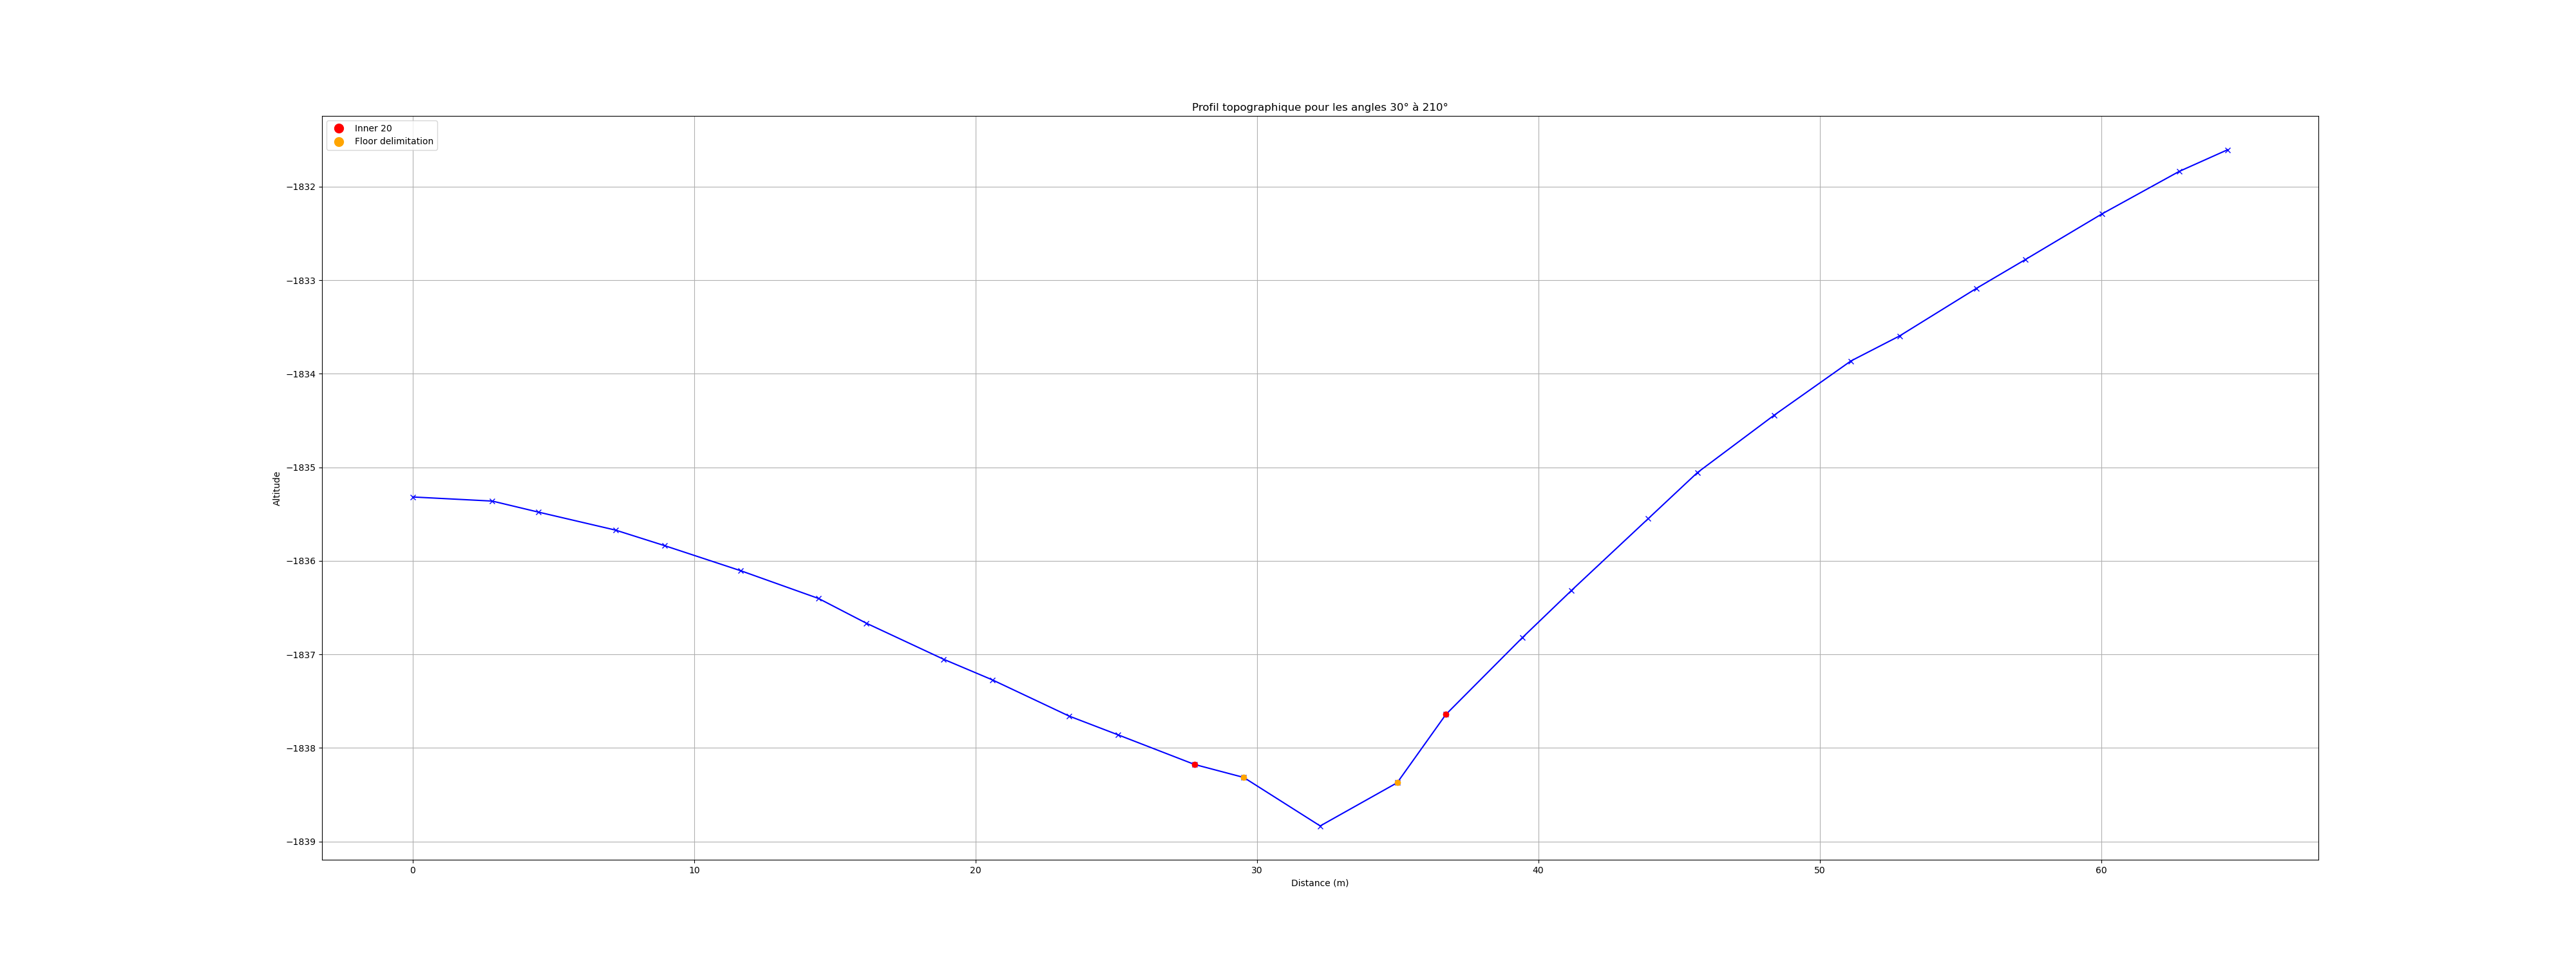 Profil topographique pour les angles 30° à 210°
Inner 20
Floor delimitation
−1832
−1833
−1834
−1835
−1836
−1837
−1838
−1839
Altitude
0 10 20 30 40 50 60
Distance (m)